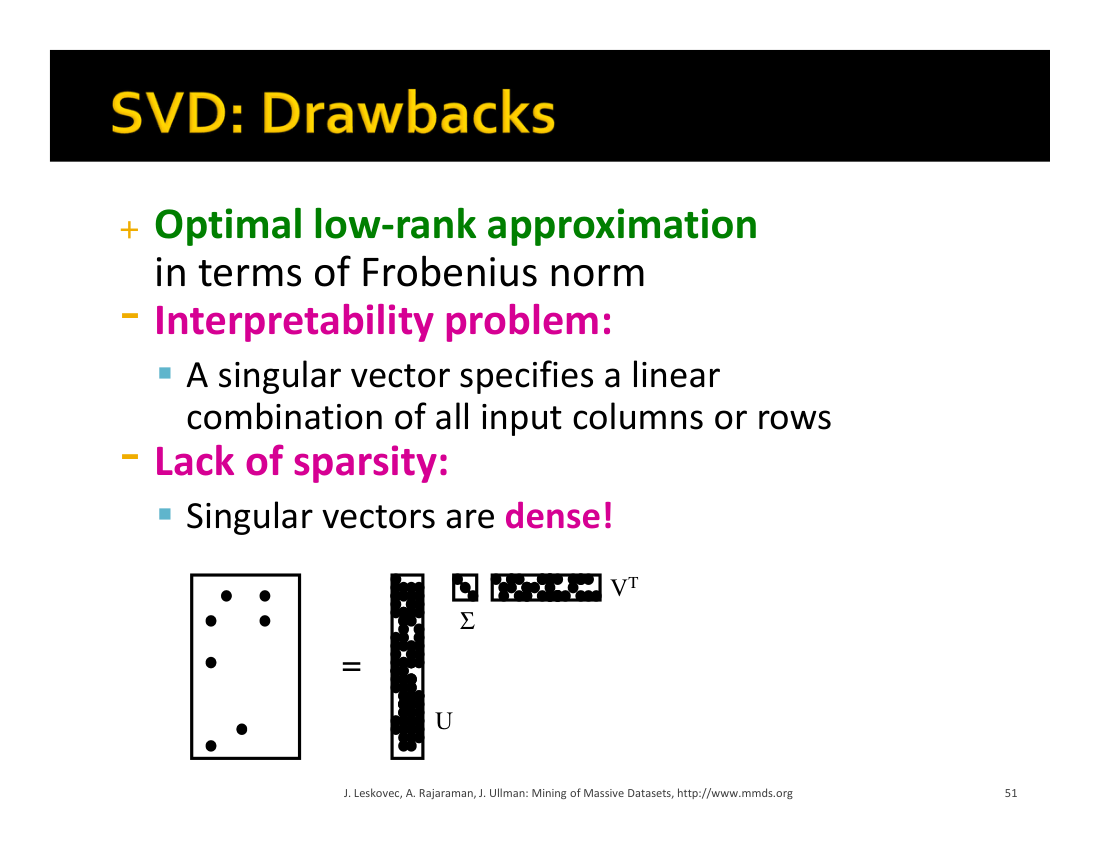 SVD: Drawbacks
+ Optimal low-rank approximation
in terms of Frobenius norm
- Interpretability problem:
▪ A singular vector specifies a linear
combination of all input columns or rows
- Lack of sparsity:
▪ Singular vectors are dense!
=
U
Σ
Vᵀ
J. Leskovec, A. Rajaraman, J. Ullman: Mining of Massive Datasets, http://www.mmds.org
51